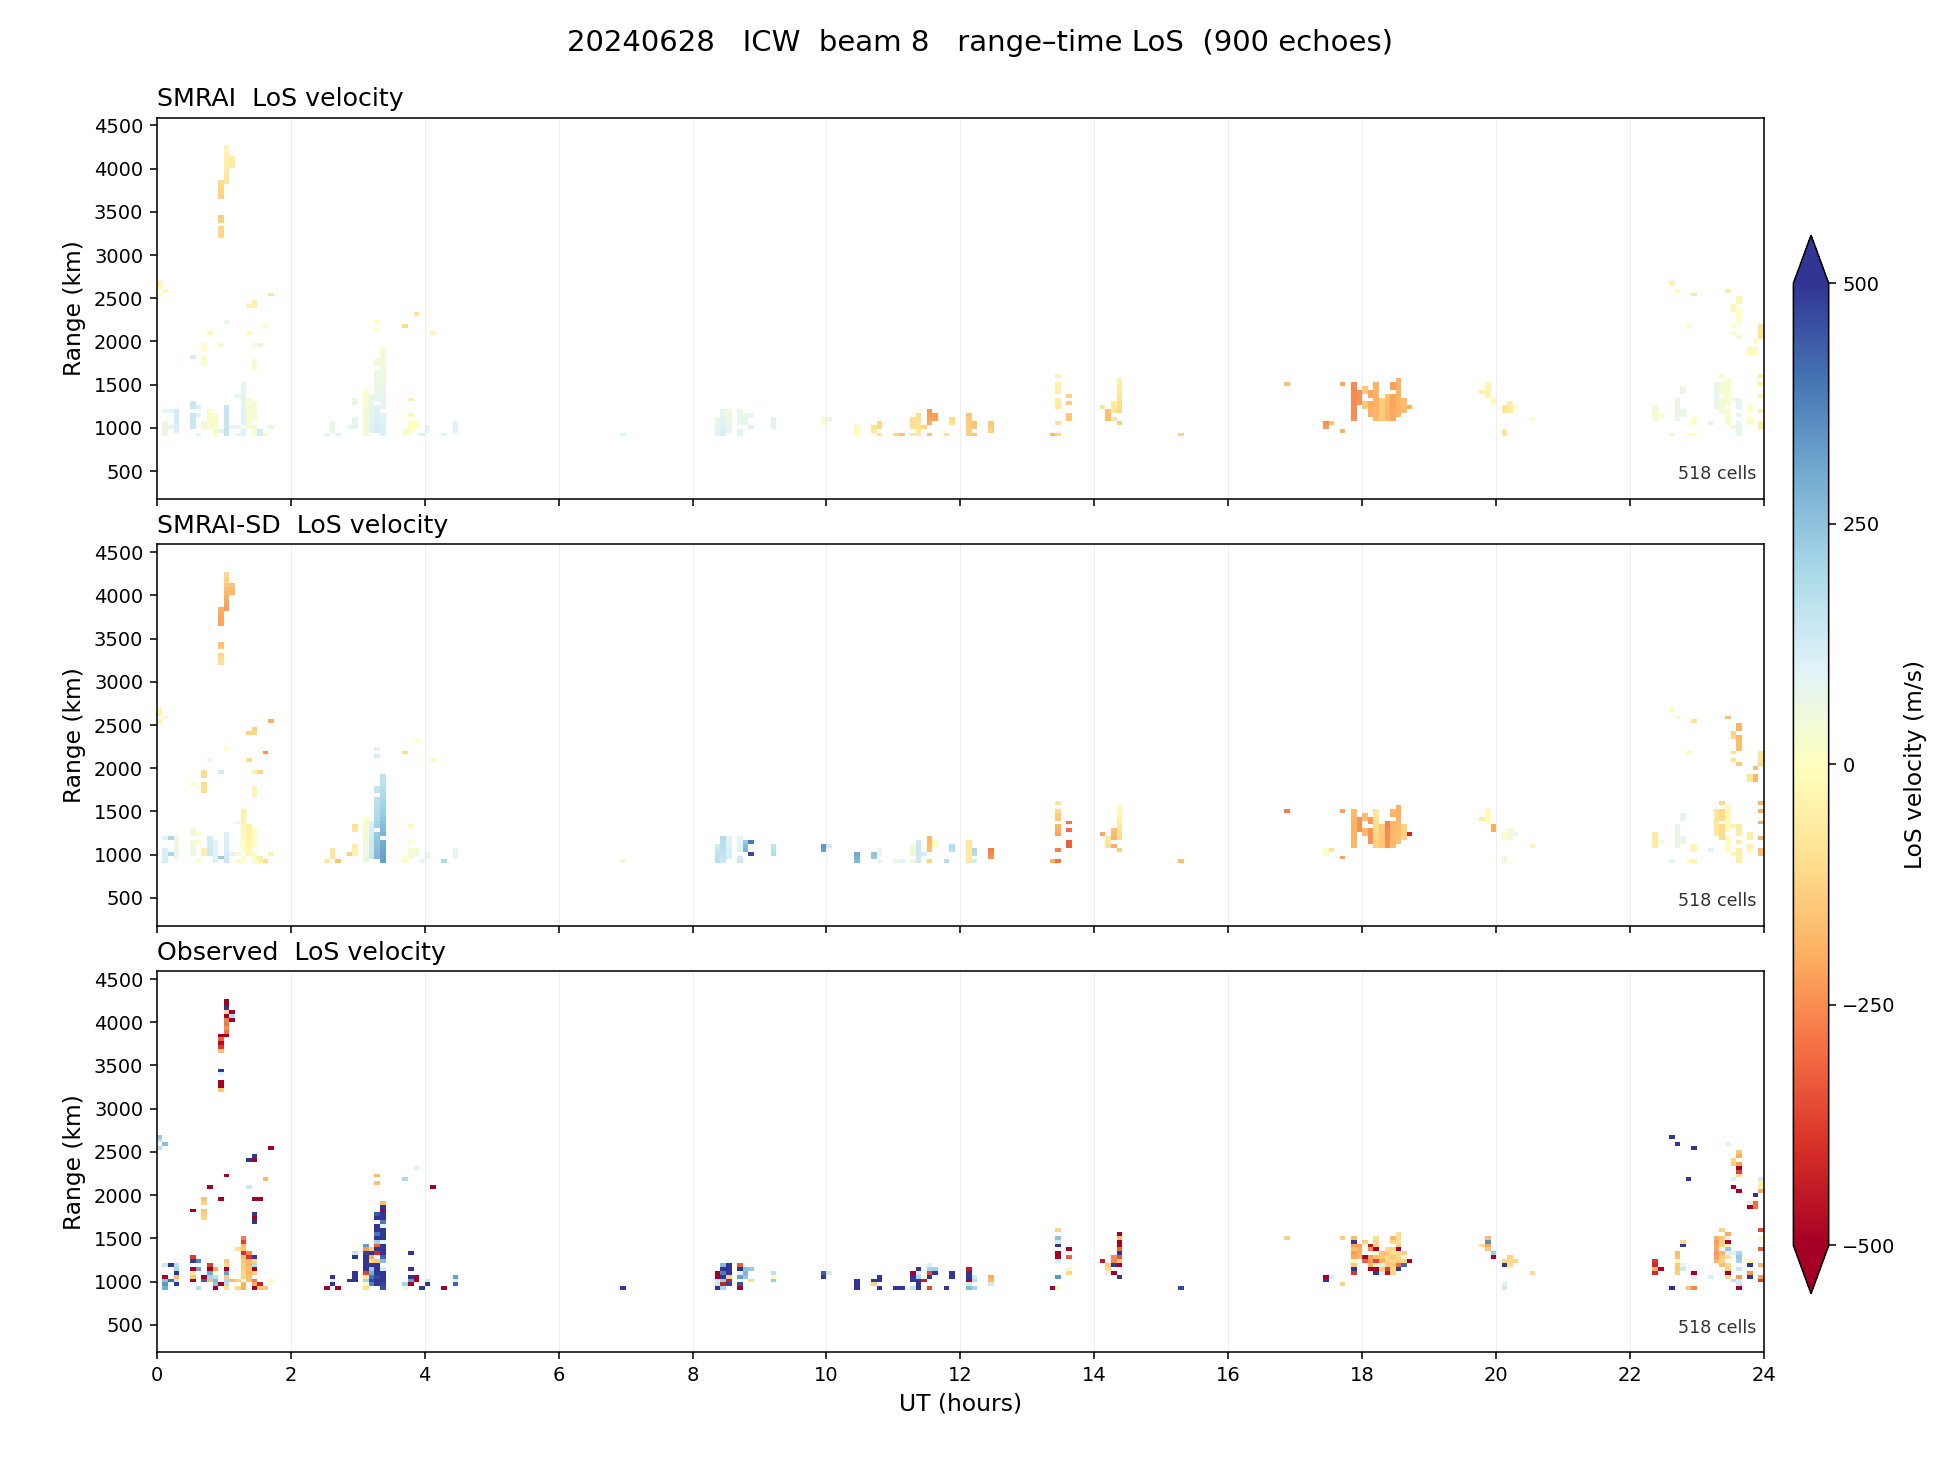 20240628   ICW  beam 8   range–time LoS  (900 echoes)
SMRAI  LoS velocity
4500
4000
3500
3000
2500
2000
1500
1000
500
Range (km)
518 cells
SMRAI-SD  LoS velocity
4500
4000
3500
3000
2500
2000
1500
1000
500
Range (km)
518 cells
Observed  LoS velocity
4500
4000
3500
3000
2500
2000
1500
1000
500
Range (km)
518 cells
0 2 4 6 8 10 12 14 16 18 20 22 24
UT (hours)
500
250
0
−250
−500
LoS velocity (m/s)